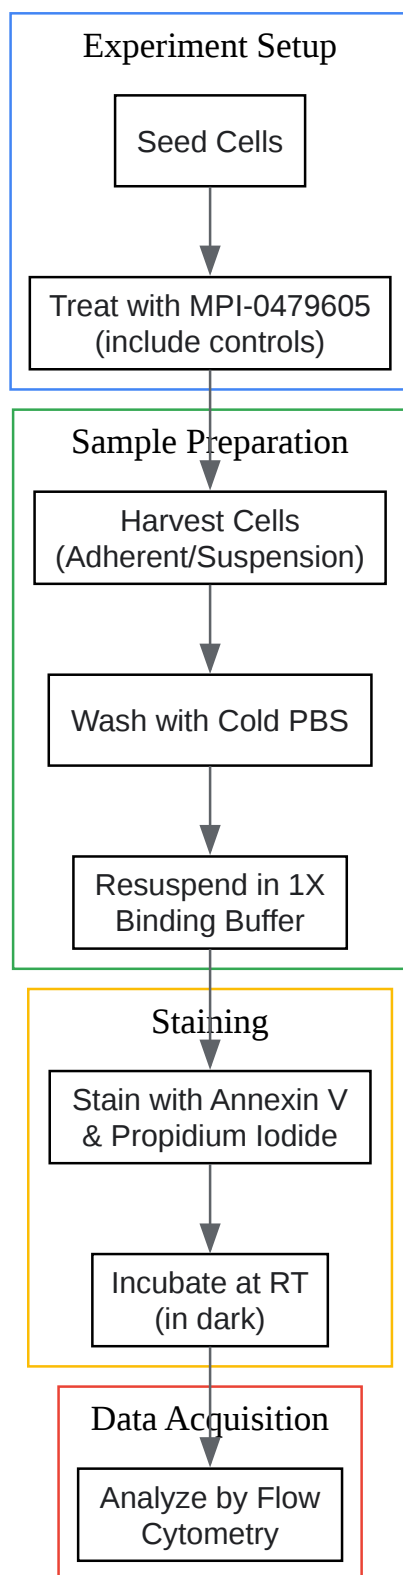 Experiment Setup
Seed Cells
Treat with MPI-0479605
(include controls)
Sample Preparation
Harvest Cells
(Adherent/Suspension)
Wash with Cold PBS
Resuspend in 1X
Binding Buffer
Staining
Stain with Annexin V
& Propidium Iodide
Incubate at RT
(in dark)
Data Acquisition
Analyze by Flow
Cytometry